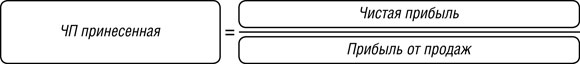 ЧП принесенная
=
Чистая прибыль
Прибыль от продаж